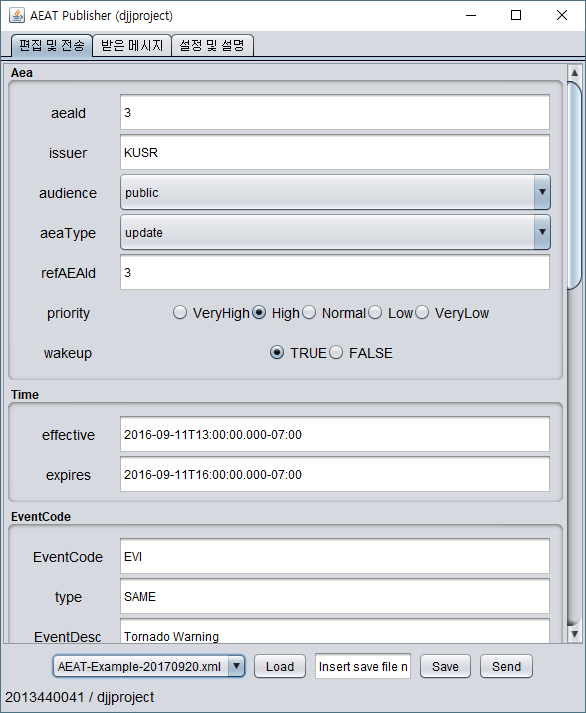 AEAT Publisher (djjproject)
편집 및 전송 받은 메시지 설정 및 설명
Aea
aeaId 3
issuer KUSR
audience public
aeaType update
refAEAId 3
priority VeryHigh High Normal Low VeryLow
wakeup TRUE FALSE
Time
effective 2016-09-11T13:00:00.000-07:00
expires 2016-09-11T16:00:00.000-07:00
EventCode
EventCode EVI
type SAME
EventDesc Tornado Warning
AEAT-Example-20170920.xml Load Insert save file n Save Send
2013440041 / djjproject